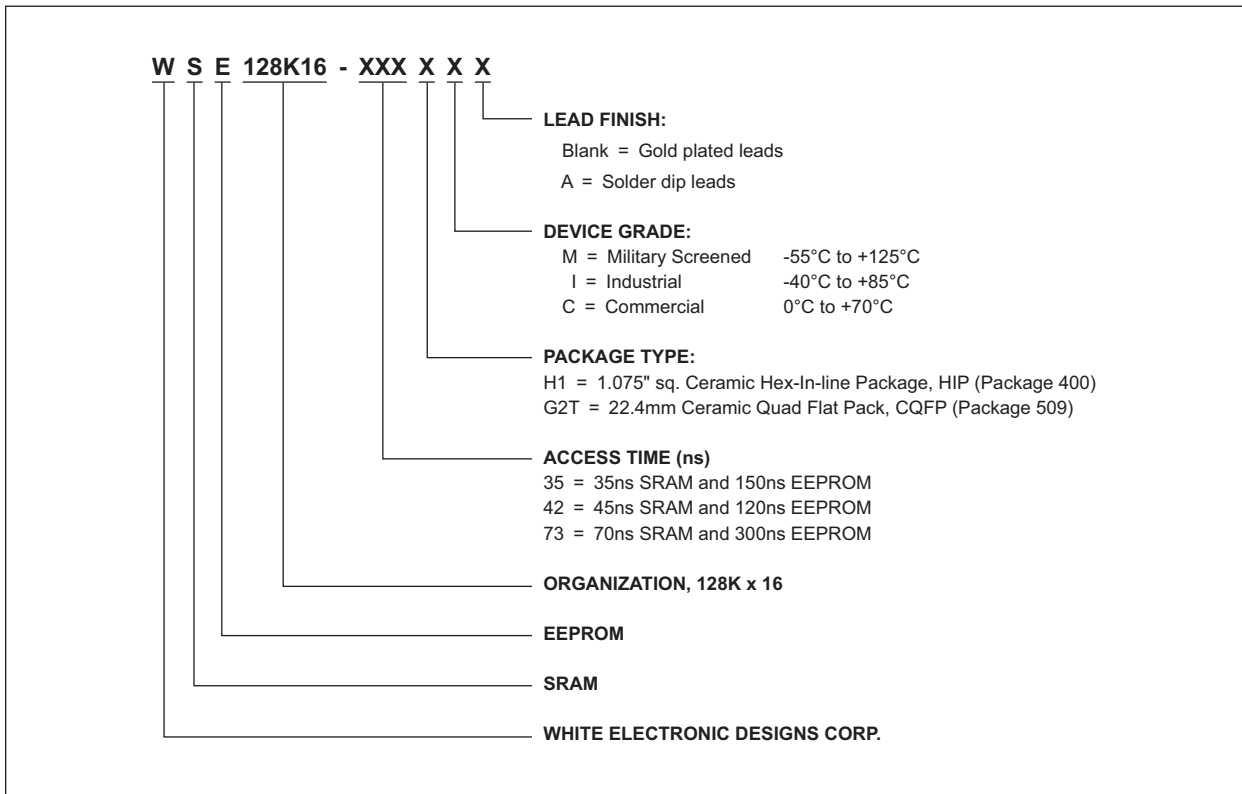 W S E 128K16 - XXX X X X
LEAD FINISH:
Blank = Gold plated leads
A = Solder dip leads
DEVICE GRADE:
M = Military Screened -55°C to +125°C
I = Industrial -40°C to +85°C
C = Commercial 0°C to +70°C
PACKAGE TYPE:
H1 = 1.075" sq. Ceramic Hex-In-line Package, HIP (Package 400)
G2T = 22.4mm Ceramic Quad Flat Pack, CQFP (Package 509)
ACCESS TIME (ns)
35 = 35ns SRAM and 150ns EEPROM
42 = 45ns SRAM and 120ns EEPROM
73 = 70ns SRAM and 300ns EEPROM
ORGANIZATION, 128K x 16
EEPROM
SRAM
WHITE ELECTRONIC DESIGNS CORP.